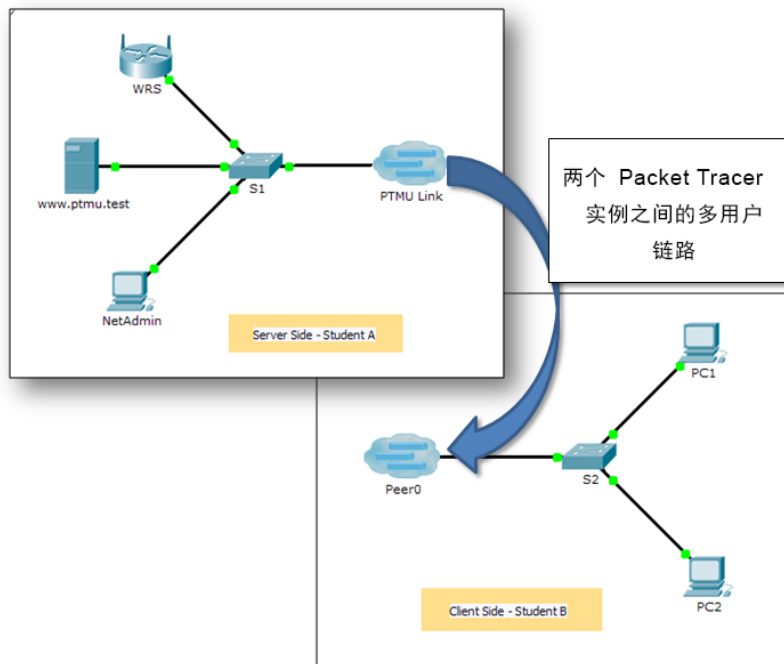 WRS
S1
www.ptmu.test
PTMU Link
NetAdmin
Server Side - Student A
两个 Packet Tracer
实例之间的多用户
链路
PC1
Peer0
S2
PC2
Client Side - Student B